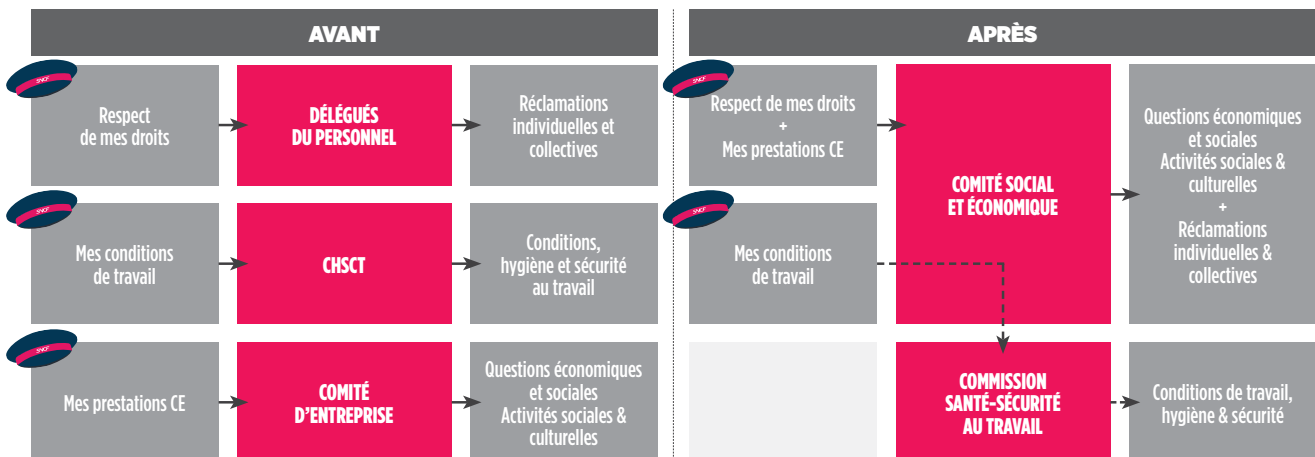 AVANT
SNCF
Respect
de mes droits
DÉLÉGUÉS
DU PERSONNEL
Réclamations
individuelles et
collectives
SNCF
Mes conditions
de travail
CHSCT
Conditions,
hygiène et sécurité
au travail
SNCF
Mes prestations CE
COMITÉ
D'ENTREPRISE
Questions économiques
et sociales
Activités sociales &
culturelles
APRÈS
SNCF
Respect de mes droits
+
Mes prestations CE
SNCF
Mes conditions
de travail
COMITÉ SOCIAL
ET ÉCONOMIQUE
Questions économiques
et sociales
Activités sociales &
culturelles
+
Réclamations
individuelles &
collectives
COMMISSION
SANTÉ-SÉCURITÉ
AU TRAVAIL
Conditions de travail,
hygiène & sécurité